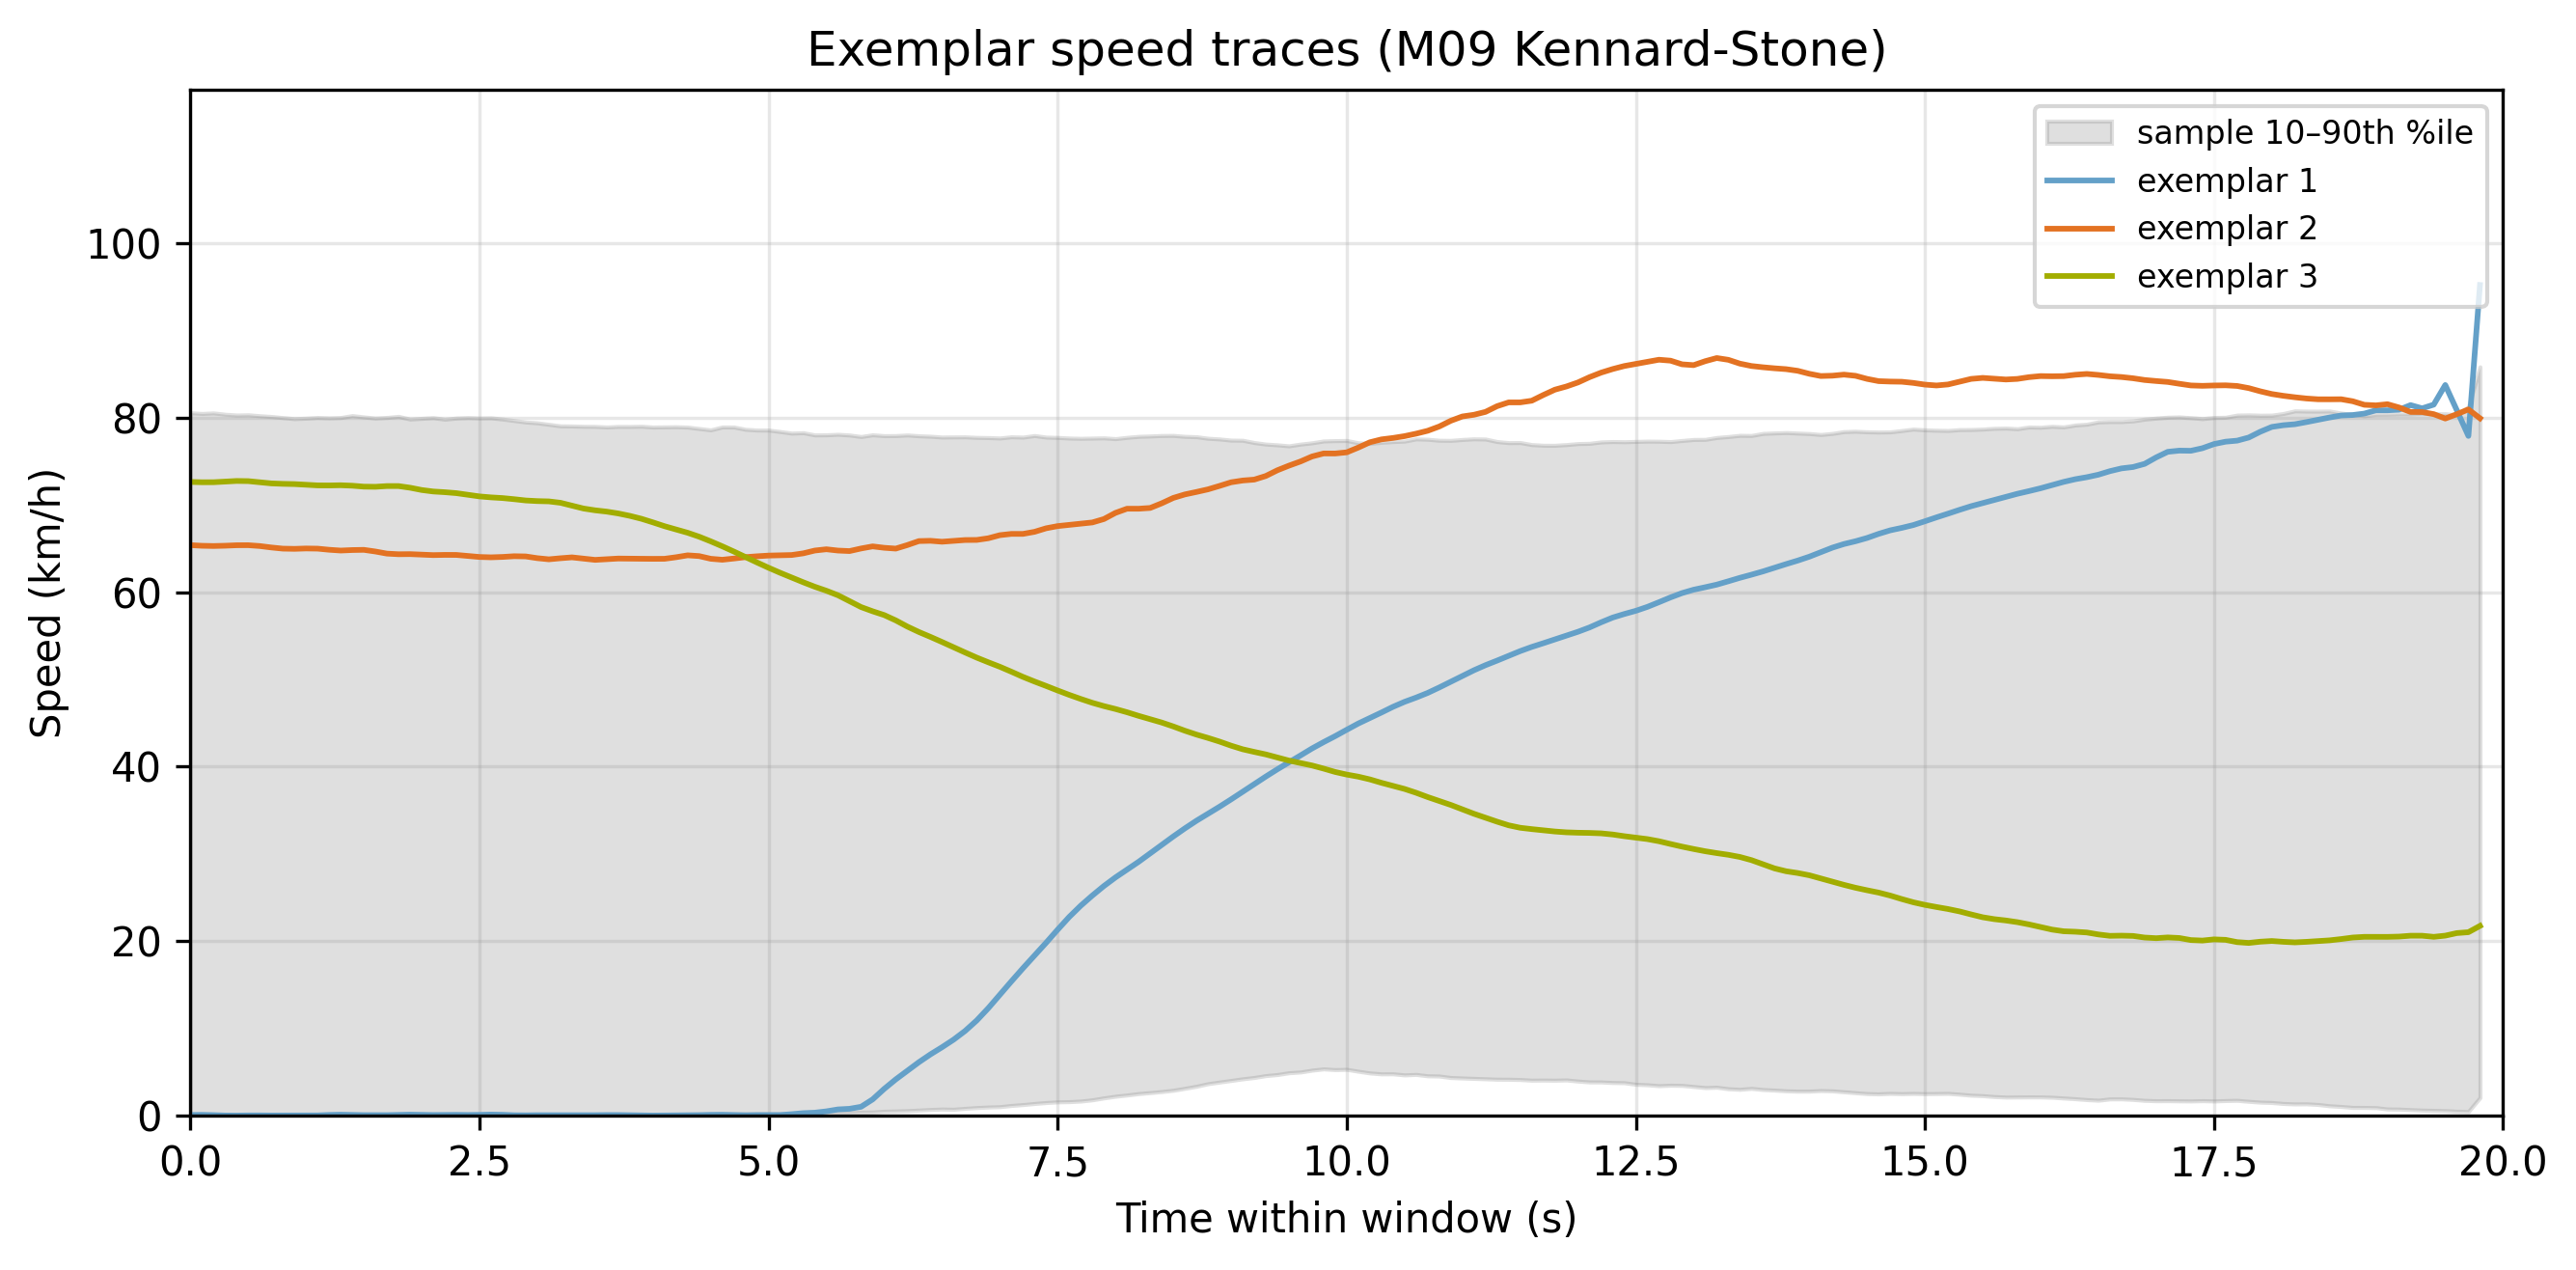 Exemplar speed traces (M09 Kennard-Stone)
sample 10–90th %ile
exemplar 1
exemplar 2
exemplar 3
Speed (km/h)
100
80
60
40
20
0
0.0 2.5 5.0 7.5 10.0 12.5 15.0 17.5 20.0
Time within window (s)